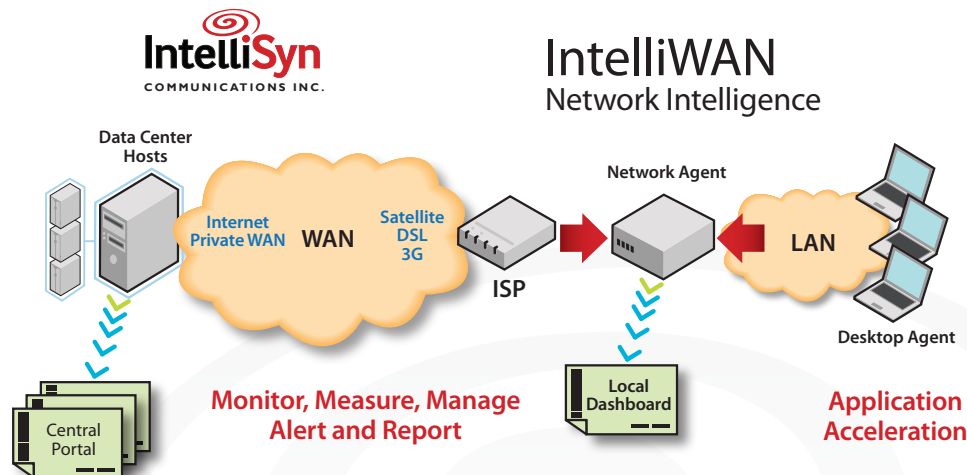 IntelliSyn
COMMUNICATIONS INC.
IntelliWAN
Network Intelligence
Data Center
Hosts
Internet
Private WAN
WAN
Satellite
DSL
3G
ISP
Network Agent
LAN
Desktop Agent
Central
Portal
Monitor, Measure, Manage
Alert and Report
Local
Dashboard
Application
Acceleration